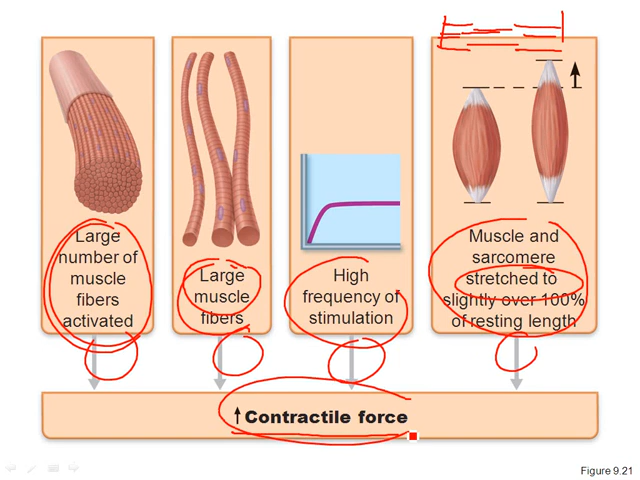 Large
number of
muscle
fibers
activated
Large
muscle
fibers
High
frequency of
stimulation
Muscle and
sarcomere
stretched to
slightly over 100%
of resting length
Contractile force
Figure 9.21